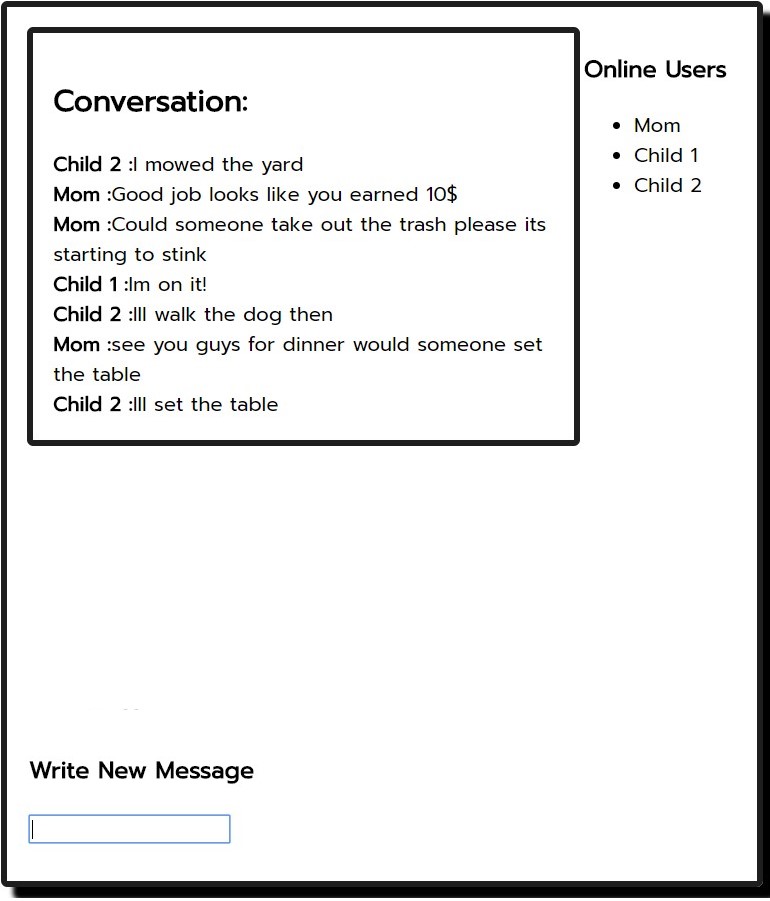 Conversation:
Child 2 :I mowed the yard
Mom :Good job looks like you earned 10$
Mom :Could someone take out the trash please its
starting to stink
Child 1 :Im on it!
Child 2 :Ill walk the dog then
Mom :see you guys for dinner would someone set
the table
Child 2 :Ill set the table
Online Users
Mom
Child 1
Child 2
Write New Message